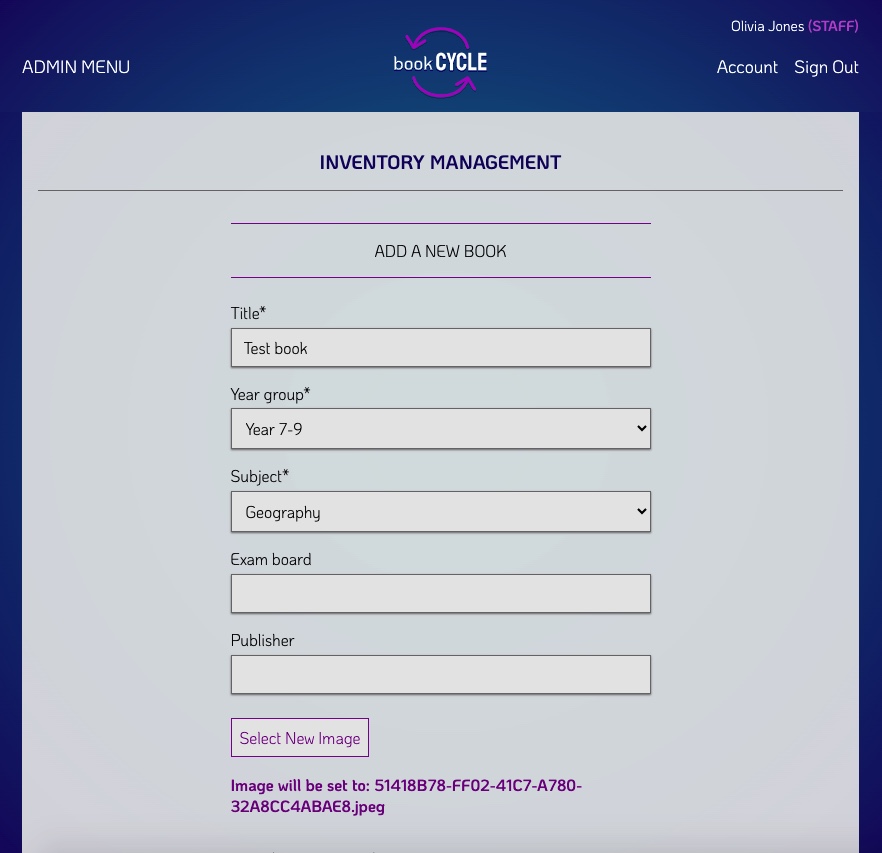 Olivia Jones (STAFF)
ADMIN MENU
book CYCLE
Account
Sign Out
INVENTORY MANAGEMENT
ADD A NEW BOOK
Title*
Test book
Year group*
Year 7-9
Subject*
Geography
Exam board
Publisher
Select New Image
Image will be set to: 51418B78-FF02-41C7-A780-
32A8CC4ABAE8.jpeg